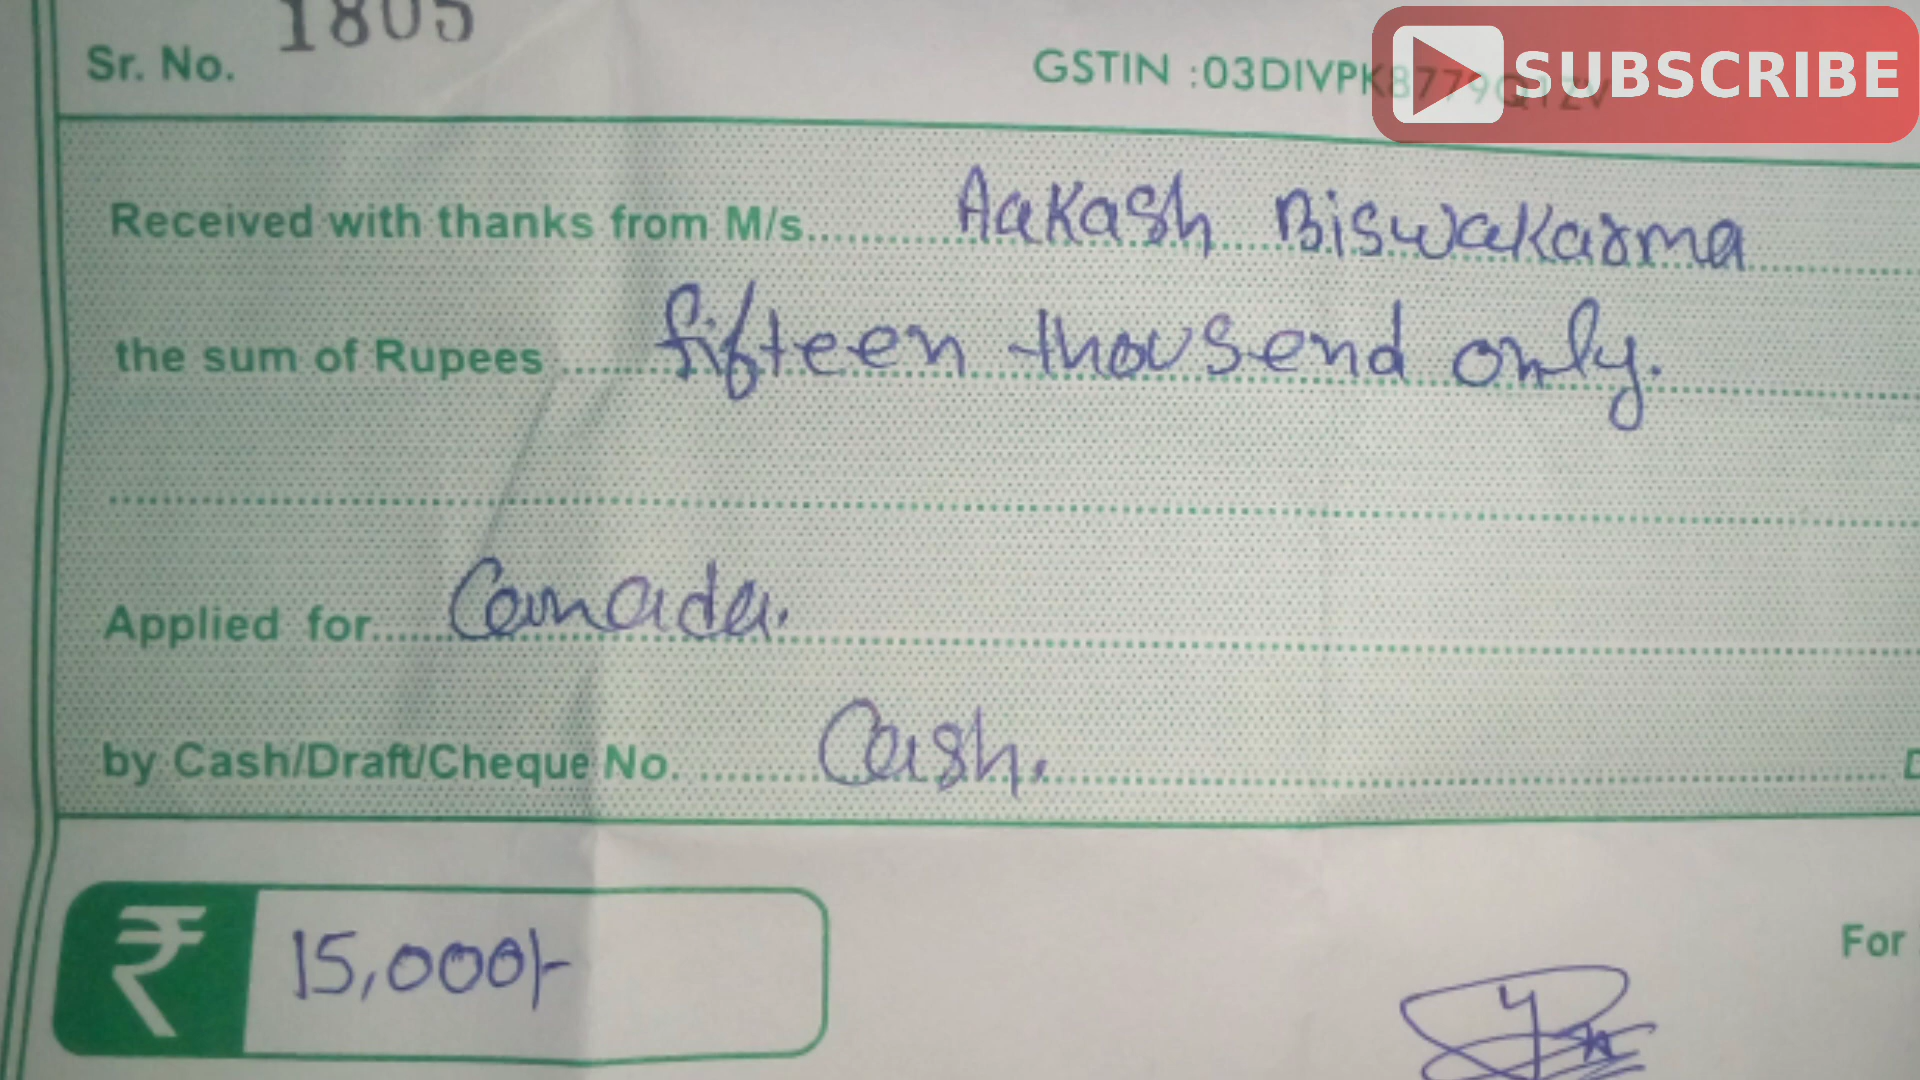 Sr. No. 1805
GSTIN :03DIVPK8779Q1ZV
SUBSCRIBE
Received with thanks from M/s. Aakash Biswakarma
the sum of Rupees fifteen thousend only.
Applied for Canada.
by Cash/Draft/Cheque No. Cash.
₹ 15,000/-
For